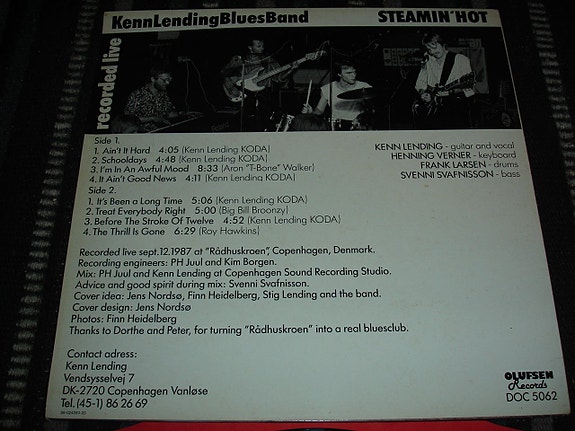 KennLendingBluesBand
STEAMIN'HOT
recorded live
Side 1.
1. Ain't It Hard 4:05 (Kenn Lending KODA)
2. Schooldays 4:48 (Kenn Lending KODA)
3. I'm In An Awful Mood 8:33 (Aron "T-Bone" Walker)
4. It Ain't Good News 4:11 (Kenn Lending KODA)
Side 2.
1. It's Been a Long Time 5:06 (Kenn Lending KODA)
2. Treat Everybody Right 5:00 (Big Bill Broonzy)
3. Before The Stroke Of Twelve 4:52 (Kenn Lending KODA)
4. The Thrill Is Gone 6:29 (Roy Hawkins)
KENN LENDING - guitar and vocal
HENNING VERNER - keyboard
FRANK LARSEN - drums
SVENNI SVAFNISSON - bass
Recorded live sept.12.1987 at "Rådhuskroen", Copenhagen, Denmark.
Recording engineers: PH Juul and Kim Borgen.
Mix: PH Juul and Kenn Lending at Copenhagen Sound Recording Studio.
Advice and good spirit during mix: Svenni Svafnisson.
Cover idea: Jens Nordsø, Finn Heidelberg, Stig Lending and the band.
Cover design: Jens Nordsø
Photos: Finn Heidelberg
Thanks to Dorthe and Peter, for turning "Rådhuskroen" into a real bluesclub.
Contact adress:
Kenn Lending
Vendsysselvej 7
DK-2720 Copenhagen Vanløse
Tel. (45-1) 86 26 69
OLUFSEN
Records
DOC 5062